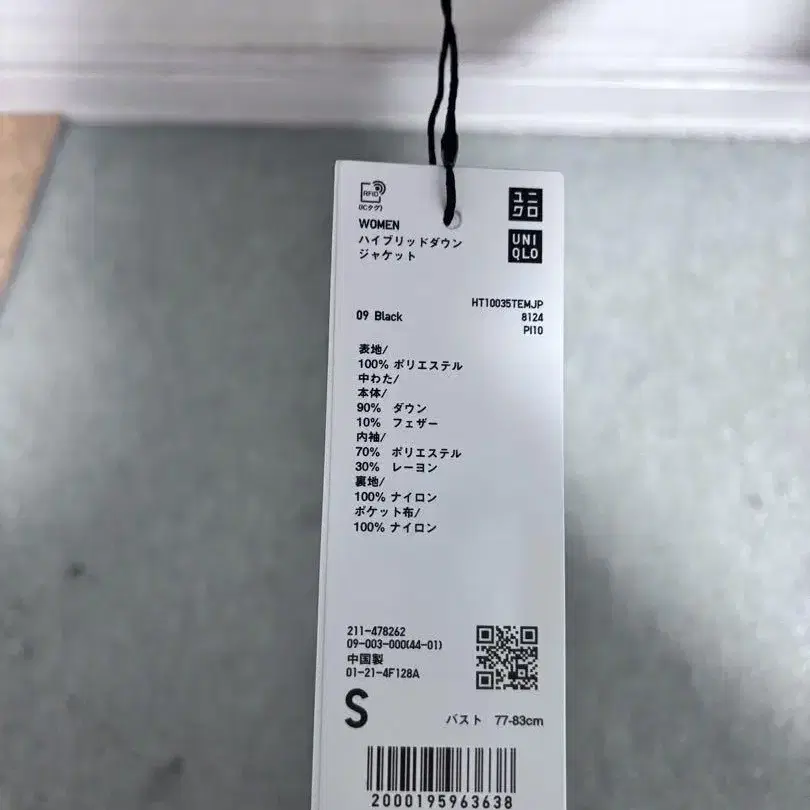 RFID
(ICタグ)
ユニ
クロ
WOMEN
ハイブリッドダウン
ジャケット
UNI
QLO
HT10035TEMJP
09 Black
8124
PI10
表地/
100% ポリエステル
中わた/
本体/
90% ダウン
10% フェザー
内袖/
70% ポリエステル
30% レーヨン
裏地/
100% ナイロン
ポケット布/
100% ナイロン
211-478262
09-003-000(44-01)
中国製
01-21-4F128A
S
バスト 77-83cm
2000195963638